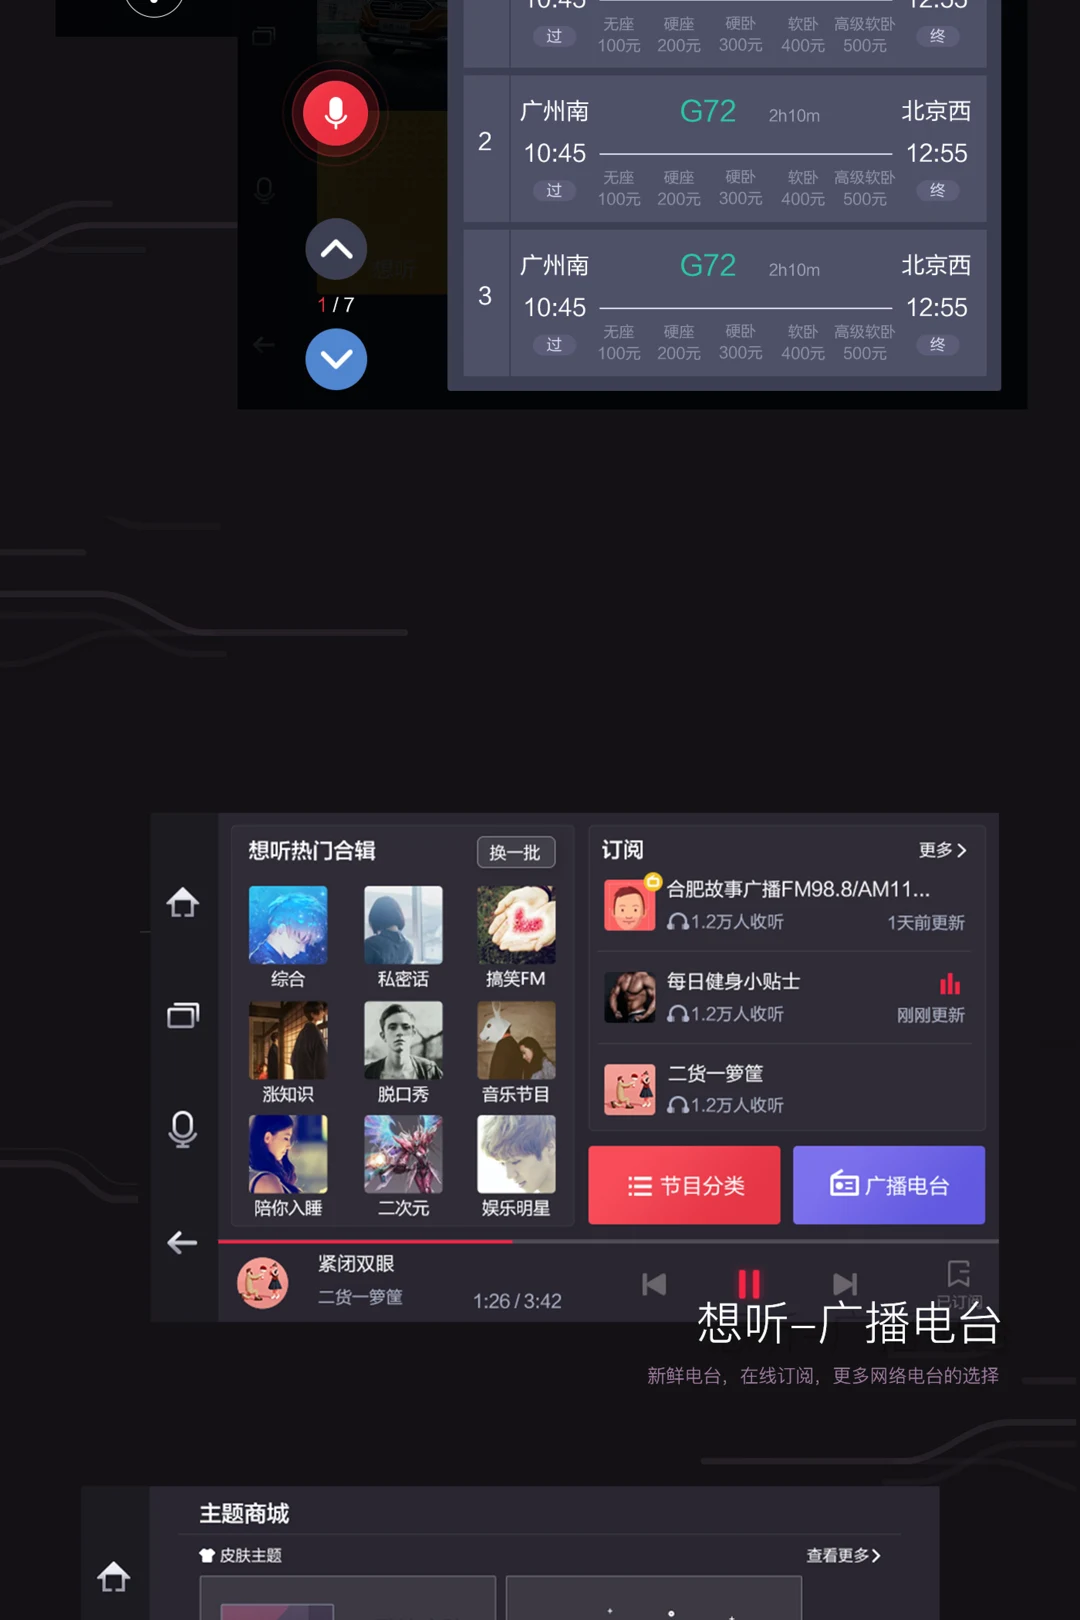 10:45 12:55
无座 硬座 硬卧 软卧 高级软卧
过 100元 200元 300元 400元 500元 终
广州南 G72 2h10m 北京西
2 10:45 12:55
无座 硬座 硬卧 软卧 高级软卧
过 100元 200元 300元 400元 500元 终
广州南 G72 2h10m 北京西
1 / 7
3 10:45 12:55
无座 硬座 硬卧 软卧 高级软卧
过 100元 200元 300元 400元 500元 终
想听热门合辑 换一批
综合 私密话 搞笑FM
涨知识 脱口秀 音乐节目
陪你入睡 二次元 娱乐明星
订阅 更多
合肥故事广播FM98.8/AM11...
1.2万人收听 1天前更新
每日健身小贴士
1.2万人收听 刚刚更新
二货一箩筐
1.2万人收听
节目分类 广播电台
紧闭双眼
二货一箩筐 1:26 / 3:42
已订阅
想听–广播电台
新鲜电台，在线订阅，更多网络电台的选择
主题商城
皮肤主题 查看更多